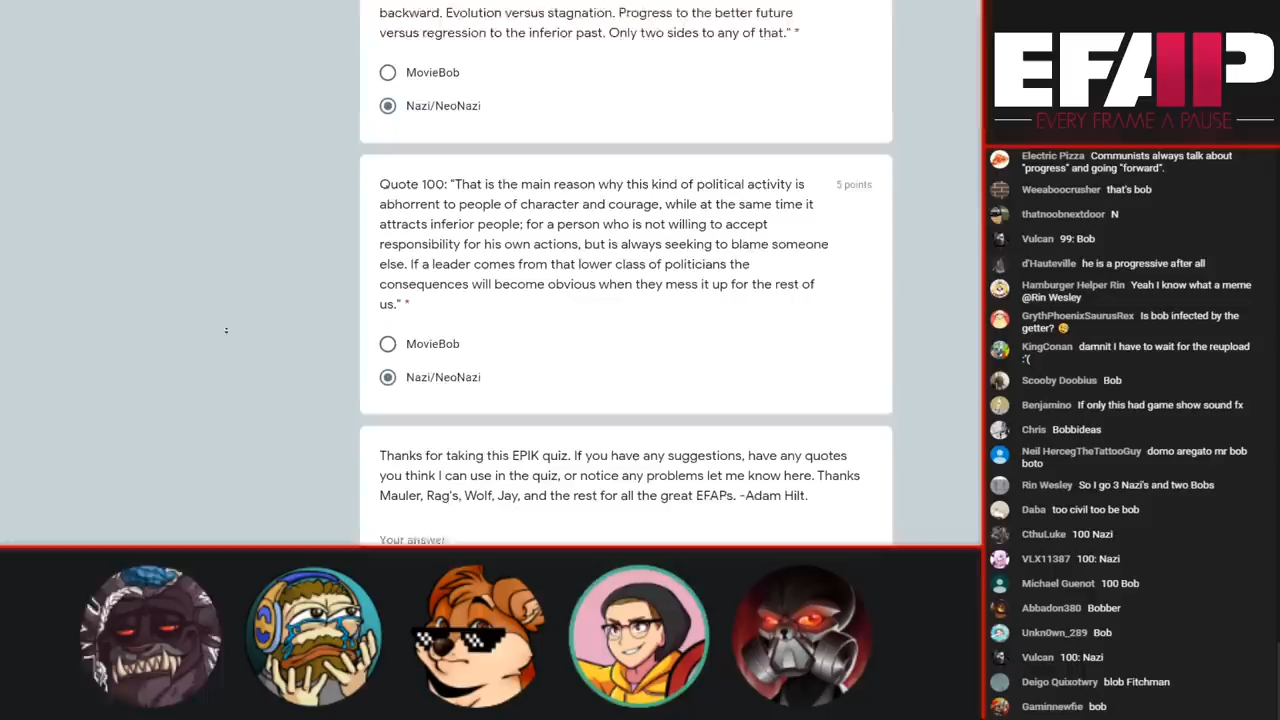 backward. Evolution versus stagnation. Progress to the better future
versus regression to the inferior past. Only two sides to any of that." *
MovieBob
Nazi/NeoNazi
Quote 100: "That is the main reason why this kind of political activity is
5 points
abhorrent to people of character and courage, while at the same time it
attracts inferior people; for a person who is not willing to accept
responsibility for his own actions, but is always seeking to blame someone
else. If a leader comes from that lower class of politicians the
consequences will become obvious when they mess it up for the rest of
us." *
MovieBob
Nazi/NeoNazi
Thanks for taking this EPIK quiz. If you have any suggestions, have any quotes
you think I can use in the quiz, or notice any problems let me know here. Thanks
Mauler, Rag's, Wolf, Jay, and the rest for all the great EFAPs. -Adam Hilt.
Your answer
EFAP
EVERY FRAME A PAUSE
Electric Pizza Communists always talk about
"progress" and going "forward".
Weeaboocrusher that's bob
thatnoobnextdoor N
Vulcan 99: Bob
d'Hauteville he is a progressive after all
Hamburger Helper Rin Yeah I know what a meme
@Rin Wesley
GrythPhoenixSaurusRex Is bob infected by the
getter?
KingConan damnit I have to wait for the reupload
:'(
Scooby Doobius Bob
Benjamino If only this had game show sound fx
Chris Bobbideas
Neil HercegTheTattooGuy domo aregato mr bob
boto
Rin Wesley So I go 3 Nazi's and two Bobs
Daba too civil too be bob
CthuLuke 100 Nazi
VLX11387 100: Nazi
Michael Guenot 100 Bob
Abbadon380 Bobber
Unkn0wn_289 Bob
Vulcan 100: Nazi
Deigo Quixotwry blob Fitchman
Gaminnewfie bob